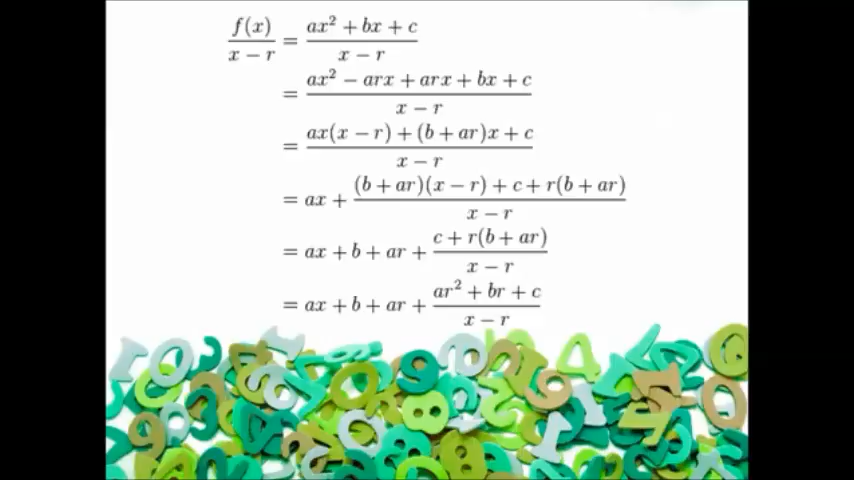 f(x)/(x − r) = (ax² + bx + c)/(x − r)
= (ax² − arx + arx + bx + c)/(x − r)
= (ax(x − r) + (b + ar)x + c)/(x − r)
= ax + ((b + ar)(x − r) + c + r(b + ar))/(x − r)
= ax + b + ar + (c + r(b + ar))/(x − r)
= ax + b + ar + (ar² + br + c)/(x − r)